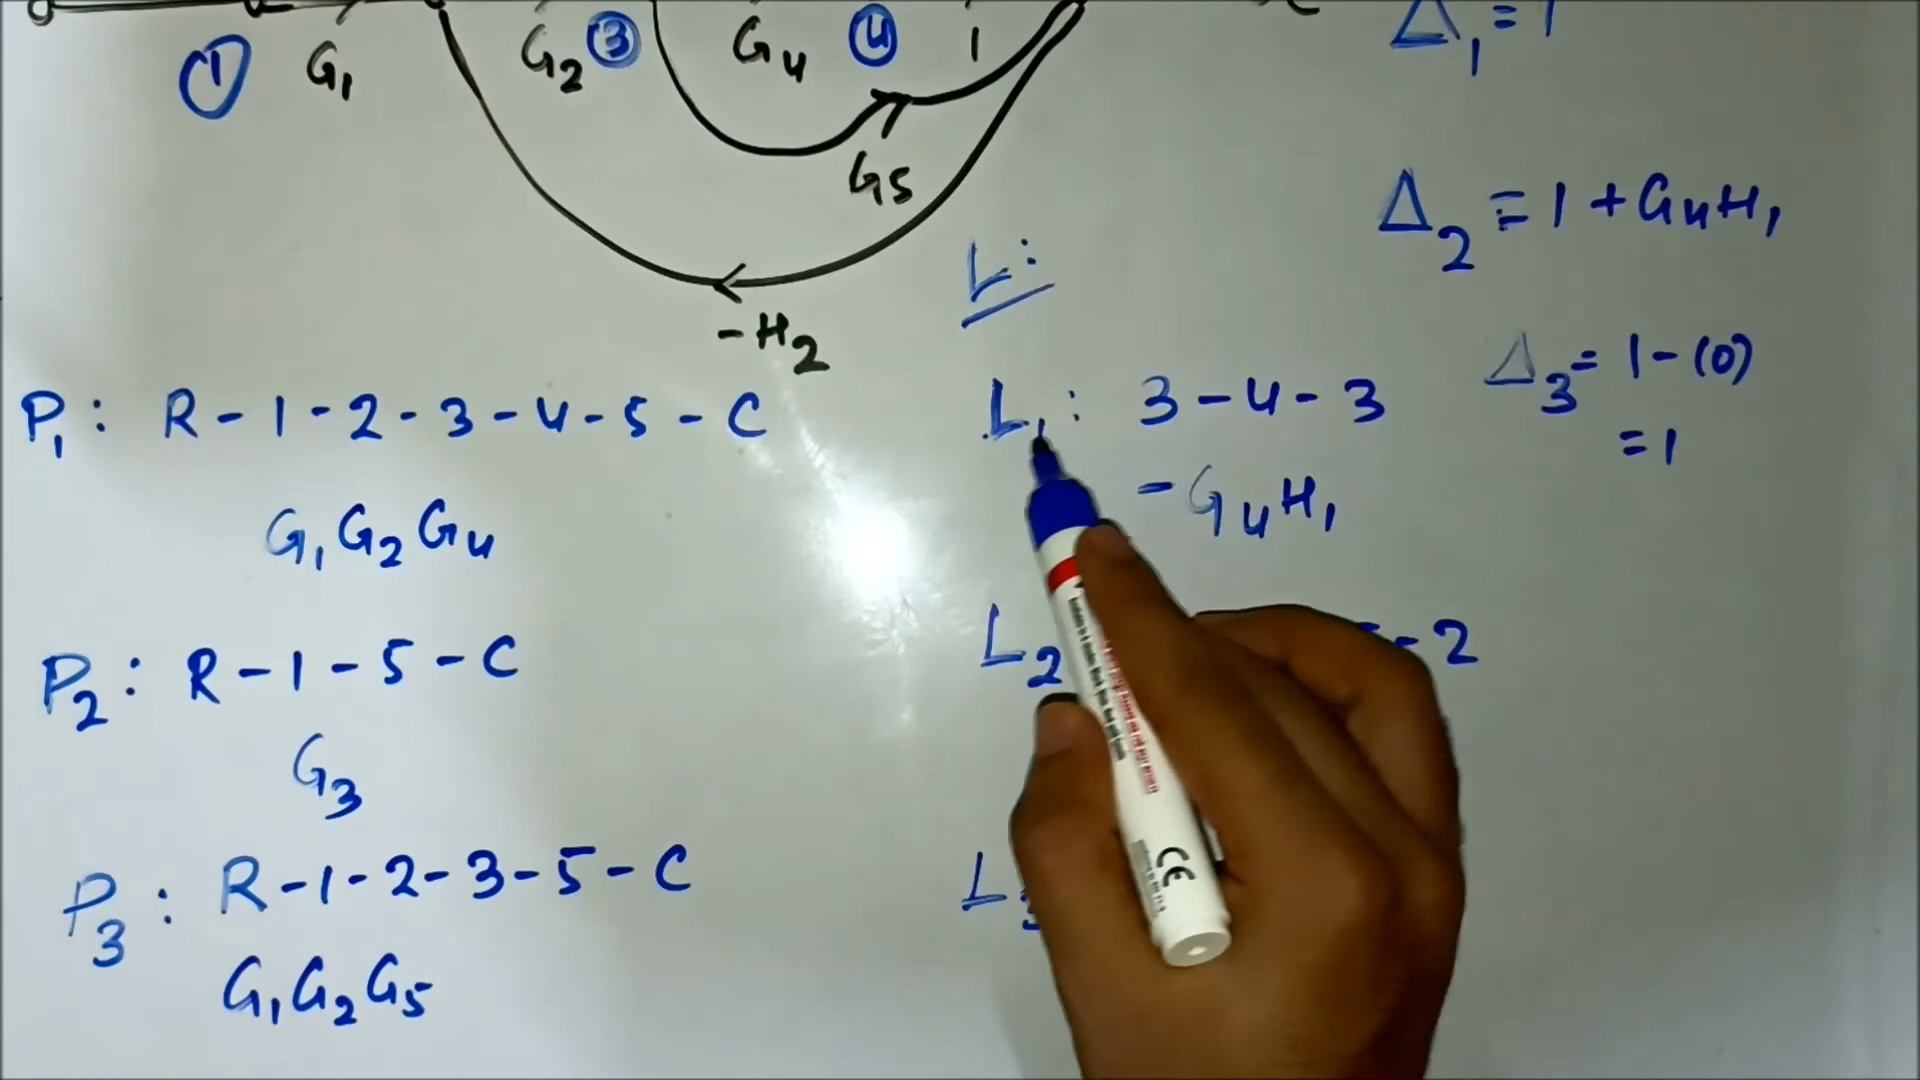 ① G₁ G₂ ③ G₄ ④ 1
G₅
-H₂
Δ₁ = 1
Δ₂ = 1 + G₄H₁
Δ₃ = 1 - (0)
= 1
P₁ : R - 1 - 2 - 3 - 4 - 5 - C
G₁G₂G₄
P₂ : R - 1 - 5 - C
G₃
P₃ : R - 1 - 2 - 3 - 5 - C
G₁G₂G₅
L:
L₁ : 3 - 4 - 3
- G₄H₁
L₂ - 2
L₃
CE